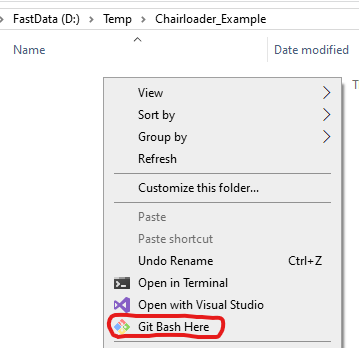 FastData (D:) > Temp > Chairloader_Example
Name Date modified
View
Sort by
Group by
Refresh
Customize this folder...
Paste
Paste shortcut
Undo Rename Ctrl+Z
Open in Terminal
Open with Visual Studio
Git Bash Here